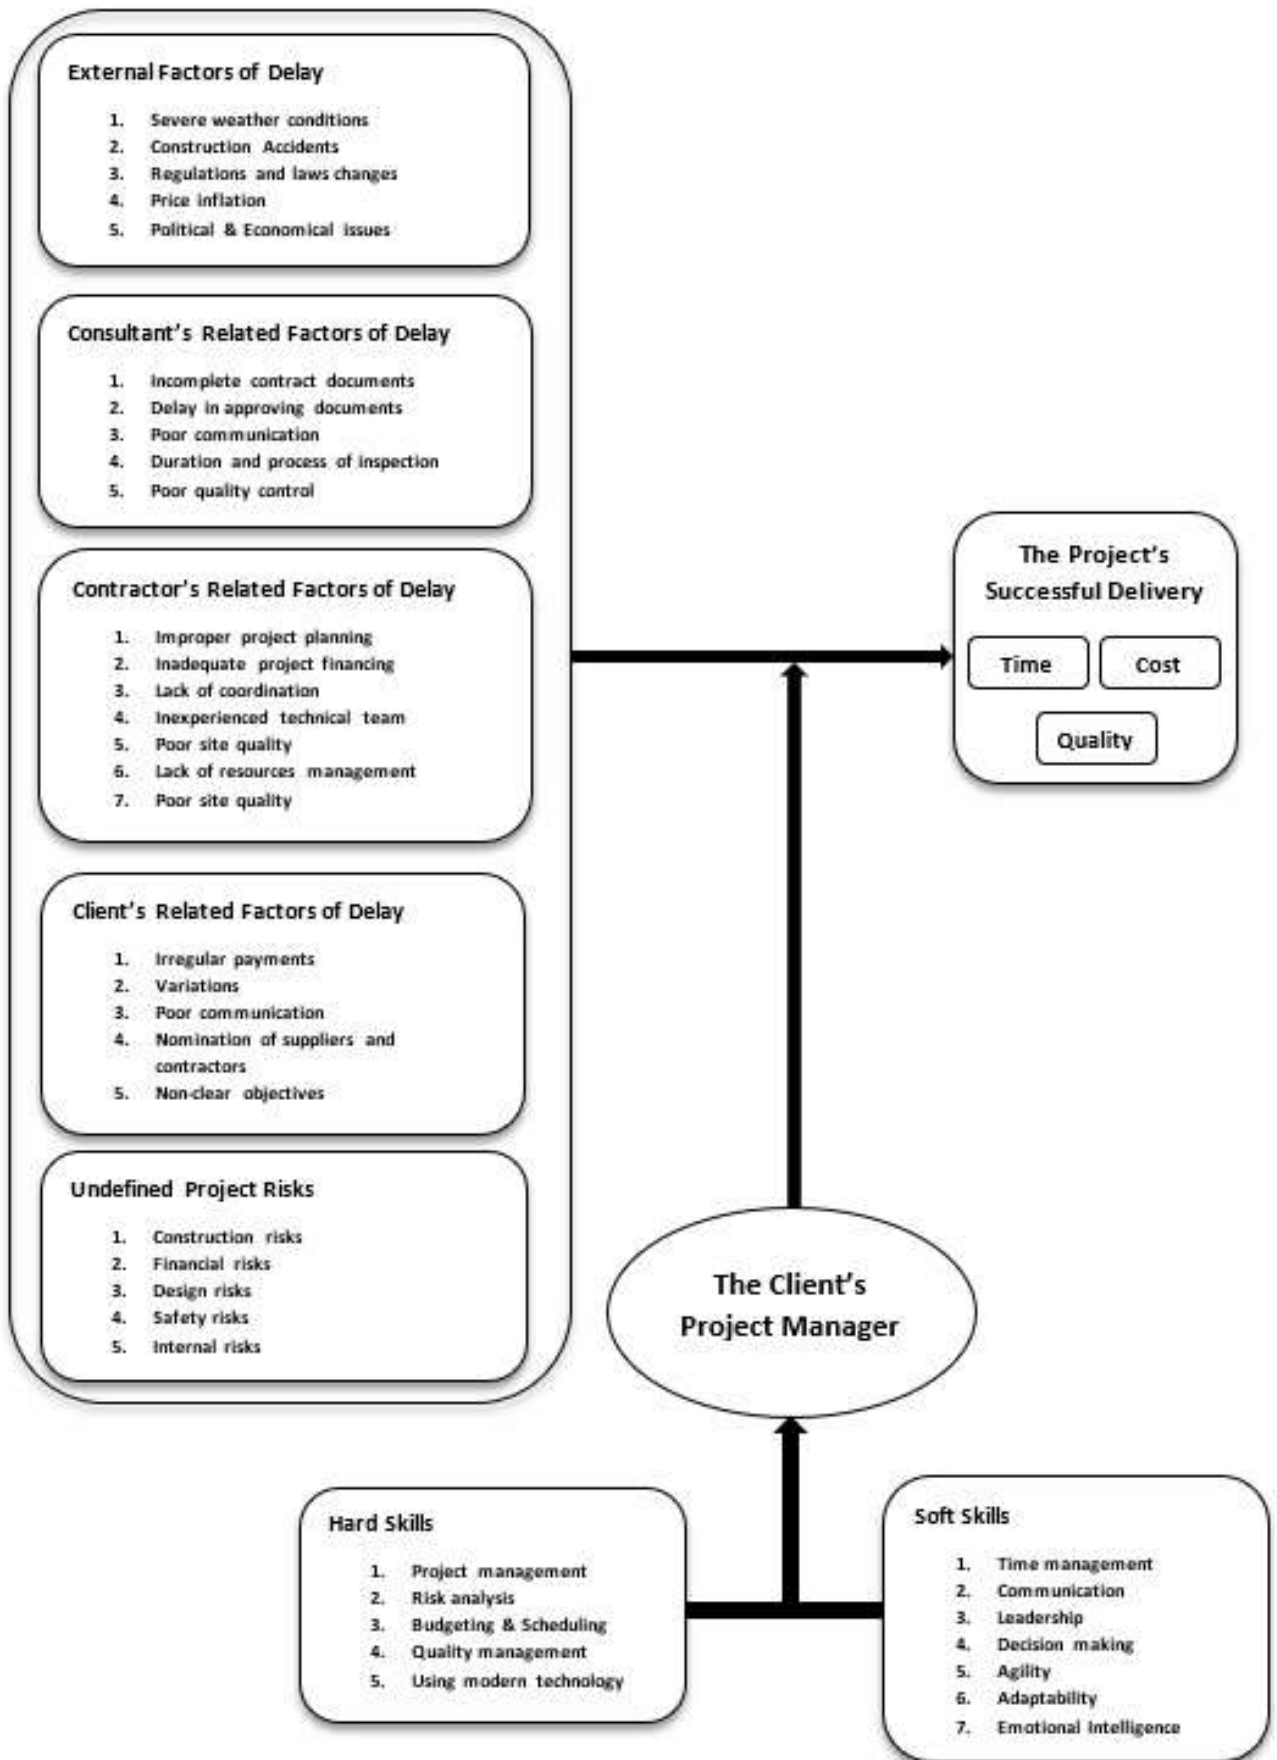 External Factors of Delay
1. Severe weather conditions
2. Construction Accidents
3. Regulations and laws changes
4. Price inflation
5. Political & Economical issues
Consultant's Related Factors of Delay
1. Incomplete contract documents
2. Delay in approving documents
3. Poor communication
4. Duration and process of inspection
5. Poor quality control
Contractor's Related Factors of Delay
1. Improper project planning
2. Inadequate project financing
3. Lack of coordination
4. Inexperienced technical team
5. Poor site quality
6. Lack of resources management
7. Poor site quality
Client's Related Factors of Delay
1. Irregular payments
2. Variations
3. Poor communication
4. Nomination of suppliers and
contractors
5. Non-clear objectives
Undefined Project Risks
1. Construction risks
2. Financial risks
3. Design risks
4. Safety risks
5. Internal risks
The Project's
Successful Delivery
Time
Cost
Quality
The Client's
Project Manager
Hard Skills
1. Project management
2. Risk analysis
3. Budgeting & Scheduling
4. Quality management
5. Using modern technology
Soft Skills
1. Time management
2. Communication
3. Leadership
4. Decision making
5. Agility
6. Adaptability
7. Emotional Intelligence